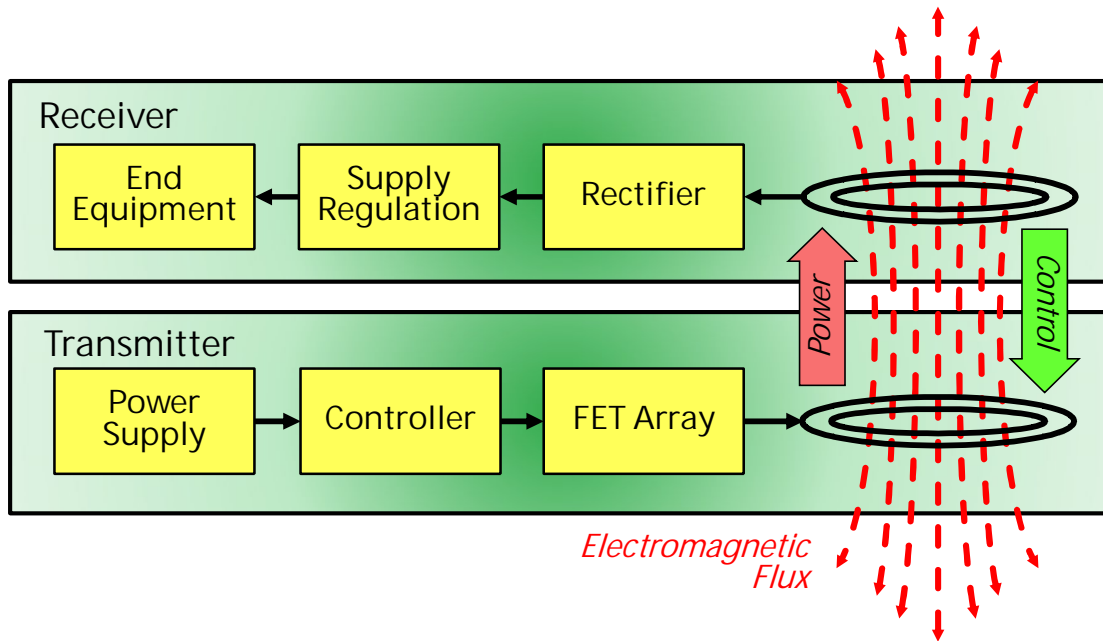 Receiver
End
Equipment
Supply
Regulation
Rectifier
Power
Control
Transmitter
Power
Supply
Controller
FET Array
Electromagnetic
Flux